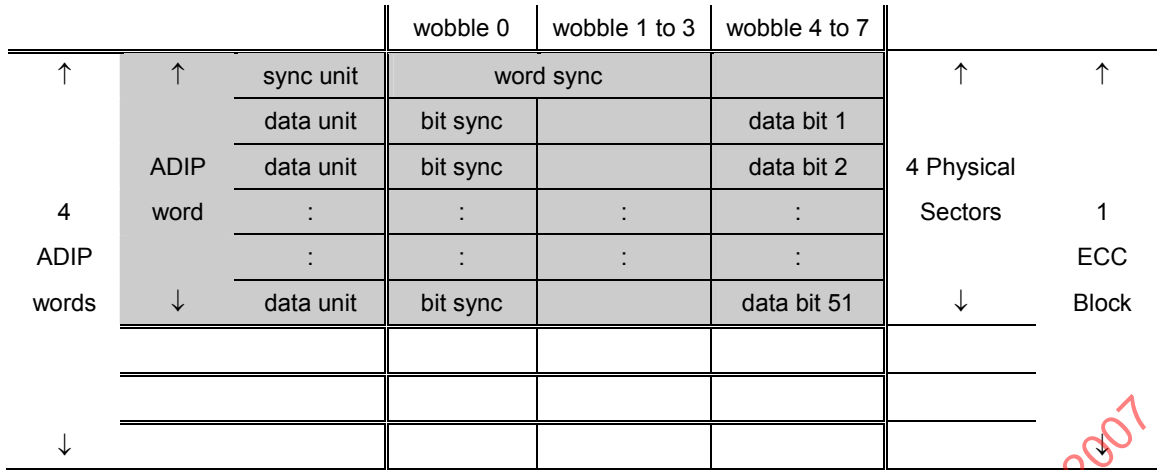 wobble 0 wobble 1 to 3 wobble 4 to 7
↑ ↑ sync unit word sync ↑ ↑
data unit bit sync data bit 1
ADIP data unit bit sync data bit 2 4 Physical
4 word : : : : Sectors 1
ADIP : : : : ECC
words ↓ data unit bit sync data bit 51 ↓ Block
↓ ↓
2007